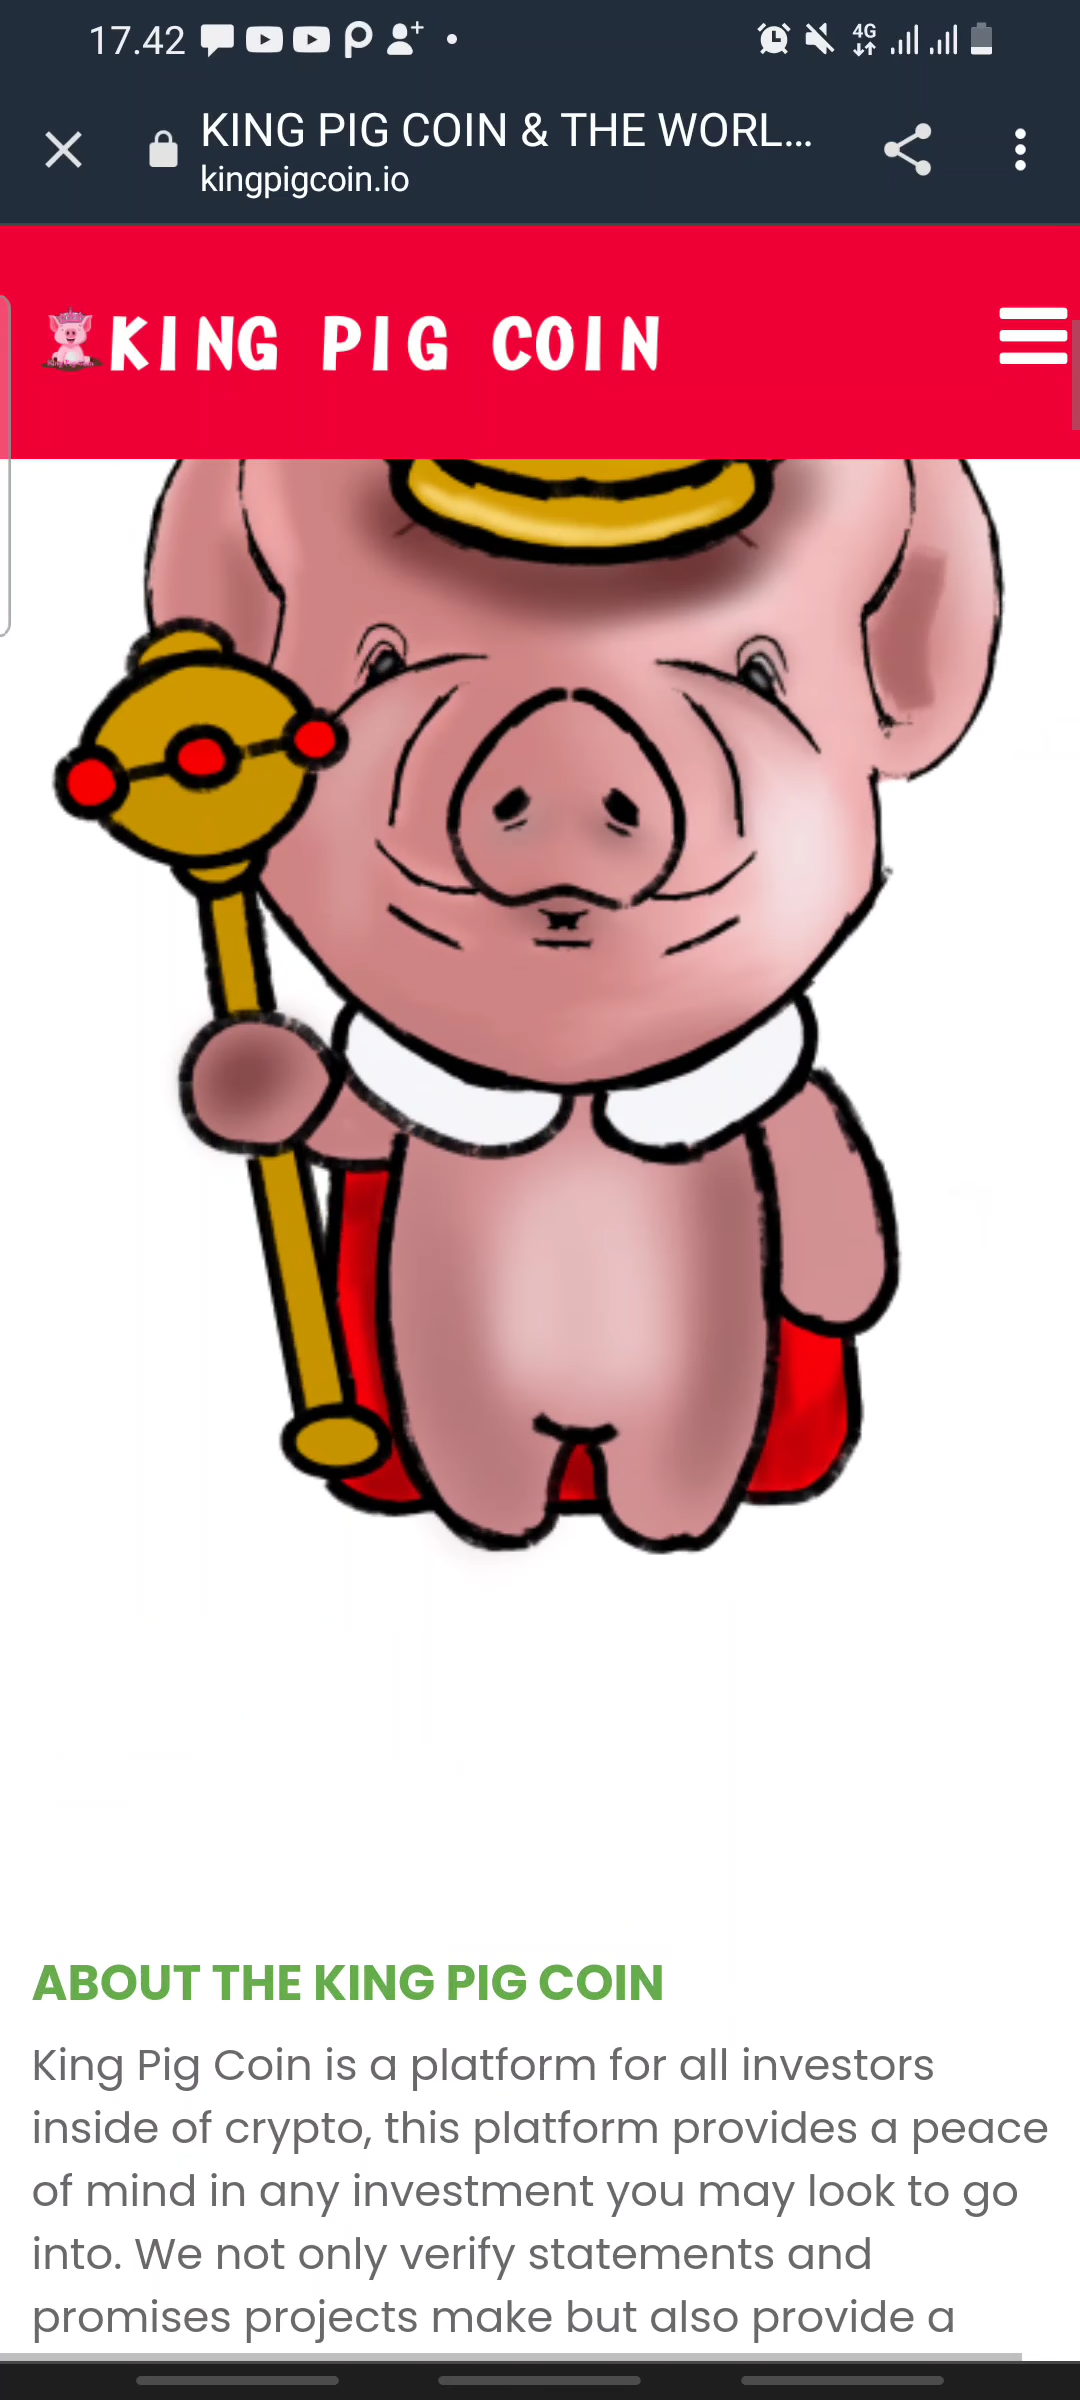 17.42
4G
KING PIG COIN & THE WORL...
kingpigcoin.io
KING PIG COIN
ABOUT THE KING PIG COIN
King Pig Coin is a platform for all investors
inside of crypto, this platform provides a peace
of mind in any investment you may look to go
into. We not only verify statements and
promises projects make but also provide a